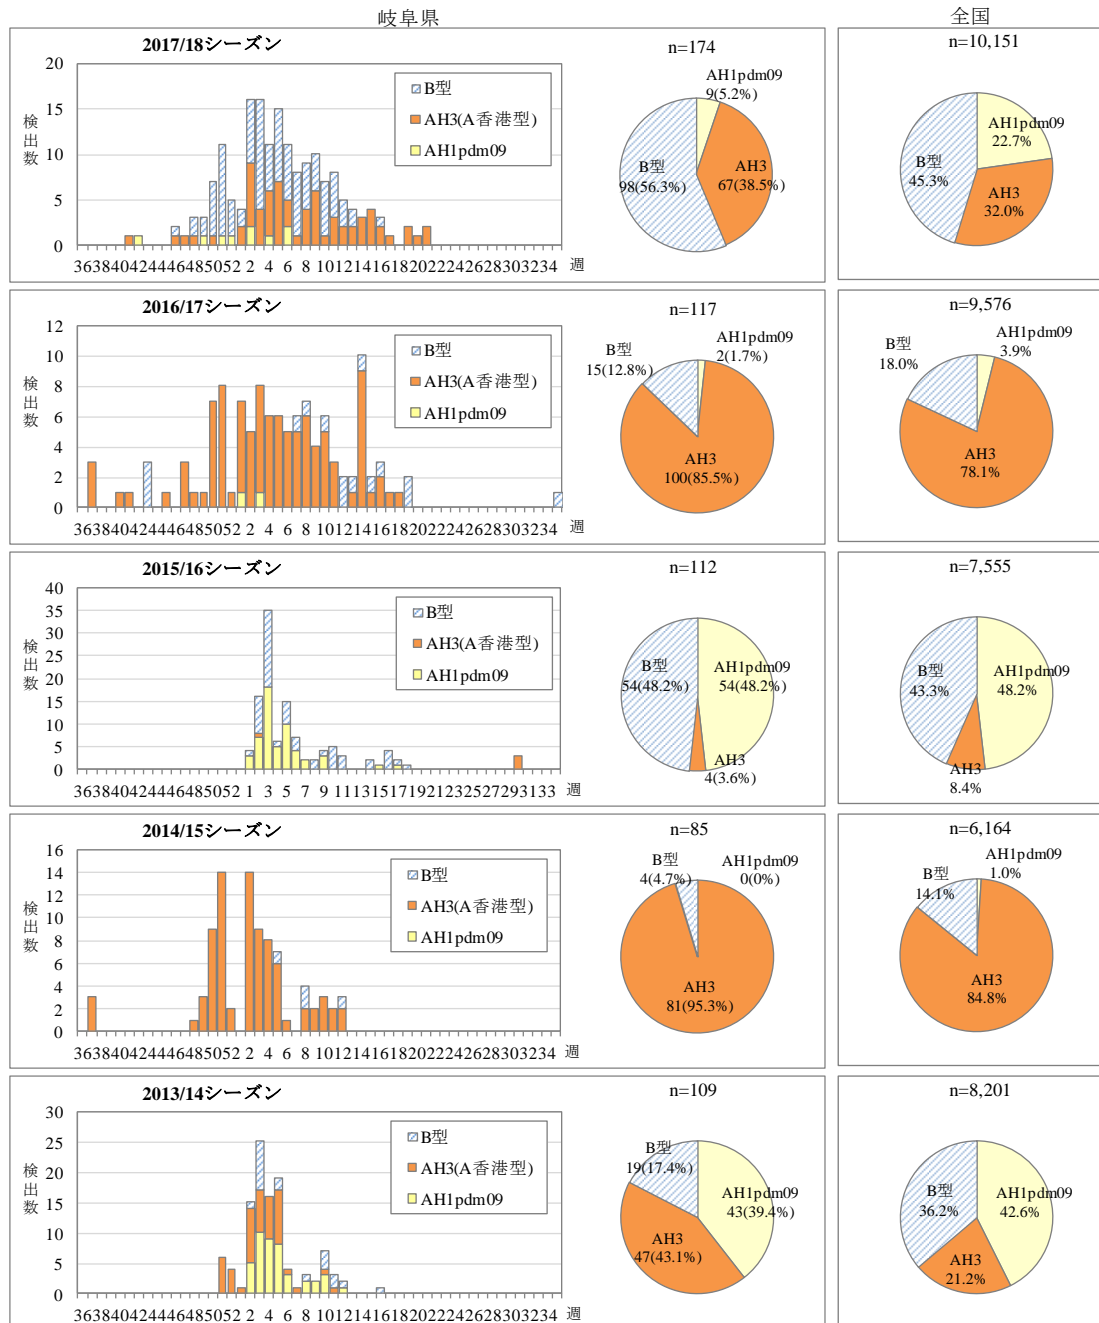 岐阜県
全国
2017/18シーズン
20
15
10
5
0
検出数
B型
AH3(A香港型)
AH1pdm09
363840424446485052 2 4 6 8 10121416182022242628303234 週
n=174
AH1pdm09
9(5.2%)
AH3
67(38.5%)
B型
98(56.3%)
n=10,151
AH1pdm09
22.7%
B型
45.3%
AH3
32.0%
2016/17シーズン
12
10
8
6
4
2
0
検出数
B型
AH3(A香港型)
AH1pdm09
363840424446485052 2 4 6 8 10121416182022242628303234 週
n=117
AH1pdm09
2(1.7%)
B型
15(12.8%)
AH3
100(85.5%)
n=9,576
AH1pdm09
3.9%
B型
18.0%
AH3
78.1%
2015/16シーズン
40
35
30
25
20
15
10
5
0
検出数
B型
AH3(A香港型)
AH1pdm09
363840424446485052 1 3 5 7 9 111315171921232527293133 週
n=112
B型
54(48.2%)
AH1pdm09
54(48.2%)
AH3
4(3.6%)
n=7,555
B型
43.3%
AH1pdm09
48.2%
AH3
8.4%
2014/15シーズン
16
14
12
10
8
6
4
2
0
検出数
B型
AH3(A香港型)
AH1pdm09
363840424446485052 2 4 6 8 10121416182022242628303234 週
n=85
B型
4(4.7%)
AH1pdm09
0(0%)
AH3
81(95.3%)
n=6,164
AH1pdm09
1.0%
B型
14.1%
AH3
84.8%
2013/14シーズン
30
25
20
15
10
5
0
検出数
B型
AH3(A香港型)
AH1pdm09
363840424446485052 2 4 6 8 10121416182022242628303234 週
n=109
B型
19(17.4%)
AH1pdm09
43(39.4%)
AH3
47(43.1%)
n=8,201
B型
36.2%
AH1pdm09
42.6%
AH3
21.2%